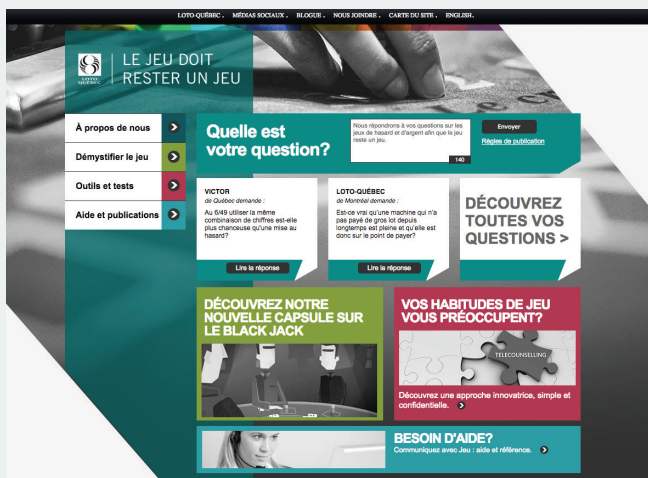 LOTO-QUÉBEC . MÉDIAS SOCIAUX . BLOGUE . NOUS JOINDRE . CARTE DU SITE . ENGLISH .
LOTO QUÉBEC
LE JEU DOIT
RESTER UN JEU
À propos de nous
Démystifier le jeu
Outils et tests
Aide et publications
Quelle est
votre question?
Nous répondrons à vos questions sur les
jeux de hasard et d'argent afin que le jeu
reste un jeu.
140
Envoyer
Règles de publication
VICTOR
de Québec demande :
Au 6/49 utiliser la même
combinaison de chiffres est-elle
plus chanceuse qu'une mise au
hasard?
Lire la réponse
LOTO-QUÉBEC
de Montréal demande :
Est-ce vrai qu'une machine qui n'a
pas payé de gros lot depuis
longtemps est pleine et qu'elle est
donc sur le point de payer?
Lire la réponse
DÉCOUVREZ
TOUTES VOS
QUESTIONS >
DÉCOUVREZ NOTRE
NOUVELLE CAPSULE SUR
LE BLACK JACK
VOS HABITUDES DE JEU
VOUS PRÉOCCUPENT?
TELECOUNSELLING
Découvrez une approche innovatrice, simple et
confidentielle.
BESOIN D'AIDE?
Communiquez avec Jeu : aide et référence.